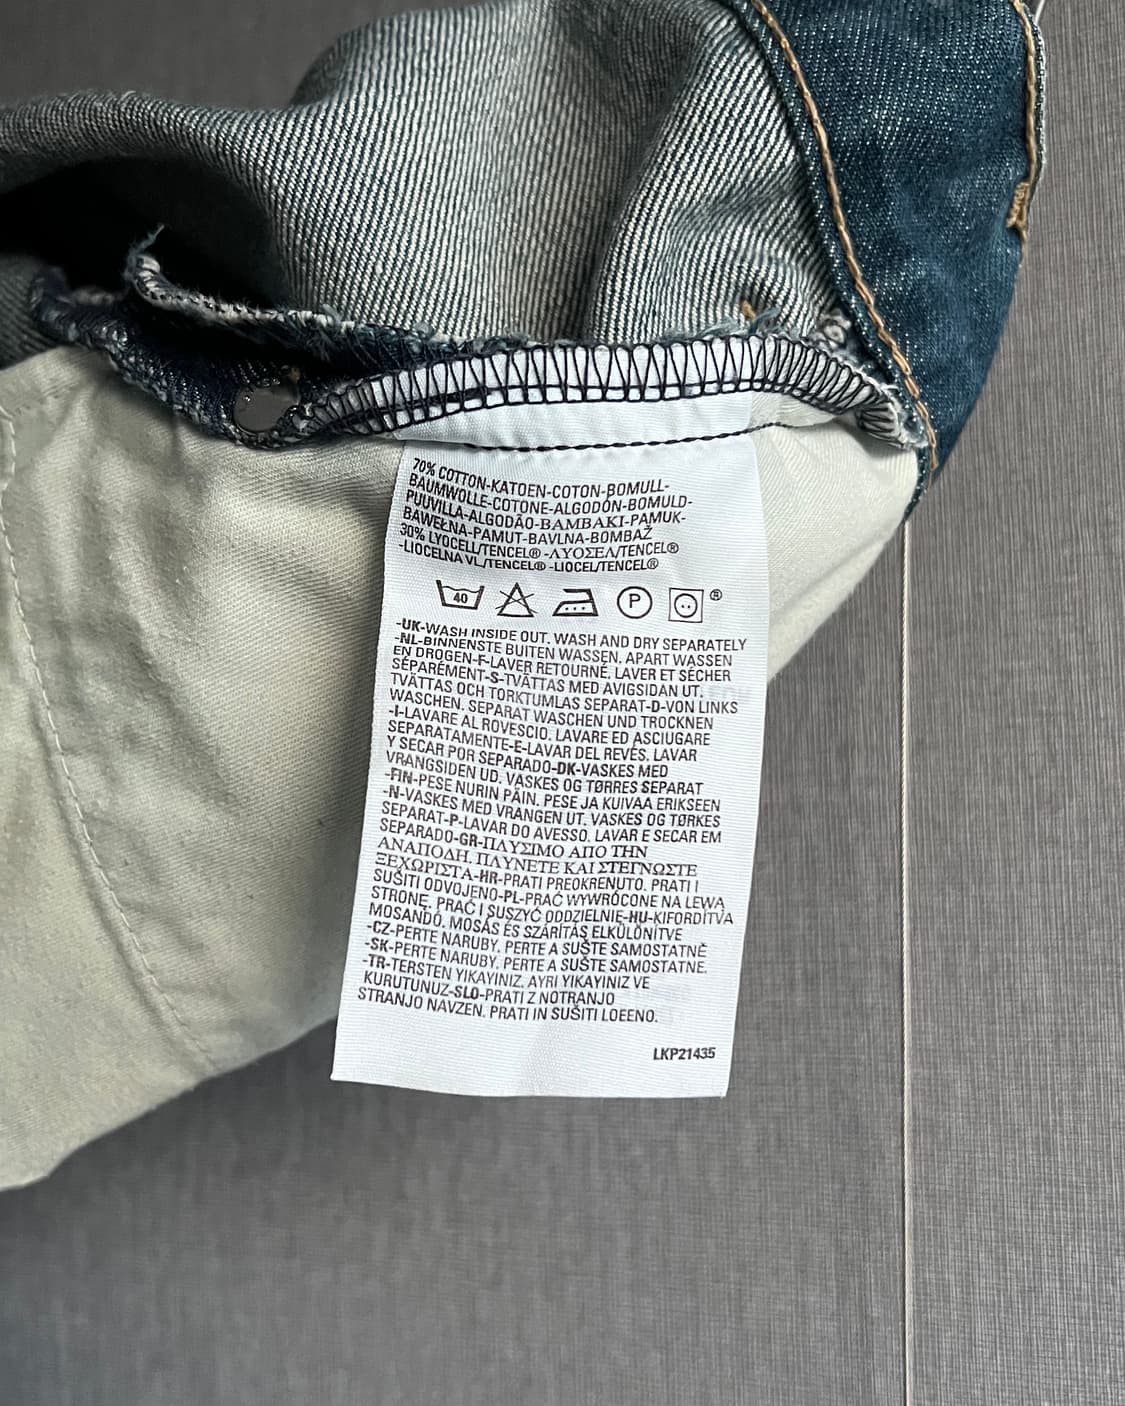 70% COTTON-KATOEN-COTON-BOMULL-
BAUMWOLLE-COTONE-ALGODÓN-BOMULD-
PUUVILLA-ALGODÃO-BAMBAKI-PAMUK-
BAWEŁNA-PAMUT-BAVLNA-BOMBAŽ
30% LYOCELL/TENCEL® -ΛΥΟΣΕΛ/TENCEL®
-LIOCELNA VL./TENCEL® -LIOCEL/TENCEL®
40 P ®
-UK-WASH INSIDE OUT. WASH AND DRY SEPARATELY
-NL-BINNENSTE BUITEN WASSEN. APART WASSEN
EN DROGEN-F-LAVER RETOURNÉ. LAVER ET SÉCHER
SÉPARÉMENT-S-TVÄTTAS MED AVIGSIDAN UT.
TVÄTTAS OCH TORKTUMLAS SEPARAT-D-VON LINKS
WASCHEN. SEPARAT WASCHEN UND TROCKNEN
-I-LAVARE AL ROVESCIO. LAVARE ED ASCIUGARE
SEPARATAMENTE-E-LAVAR DEL REVÉS. LAVAR
Y SECAR POR SEPARADO-DK-VASKES MED
VRANGSIDEN UD. VASKES OG TØRRES SEPARAT
-FIN-PESE NURIN PÄIN. PESE JA KUIVAA ERIKSEEN
-N-VASKES MED VRANGEN UT. VASKES OG TØRKES
SEPARAT-P-LAVAR DO AVESSO. LAVAR E SECAR EM
SEPARADO-GR-ΠΛΥΣΙΜΟ ΑΠΟ ΤΗΝ
ΑΝΑΠΟΔΗ. ΠΛΥΝΕΤΕ ΚΑΙ ΣΤΕΓΝΩΣΤΕ
ΞΕΧΩΡΙΣΤΑ-HR-PRATI PREOKRENUTO. PRATI I
SUŠITI ODVOJENO-PL-PRAĆ WYWRÓCONE NA LEWA
STRONĘ. PRAĆ I SUSZYĆ ODDZIELNIE-HU-KIFORDÍTVA
MOSANDÓ. MOSÁS ÉS SZÁRÍTÁS ELKÜLÖNÍTVE
-CZ-PERTE NARUBY. PERTE A SUŠTE SAMOSTATNĚ
-SK-PERTE NARUBY. PERTE A SUŠTE SAMOSTATNE.
-TR-TERSTEN YIKAYINIZ. AYRI YIKAYINIZ VE
KURUTUNUZ-SLO-PRATI Z NOTRANJO
STRANJO NAVZEN. PRATI IN SUŠITI LOEENO.
LKP21435